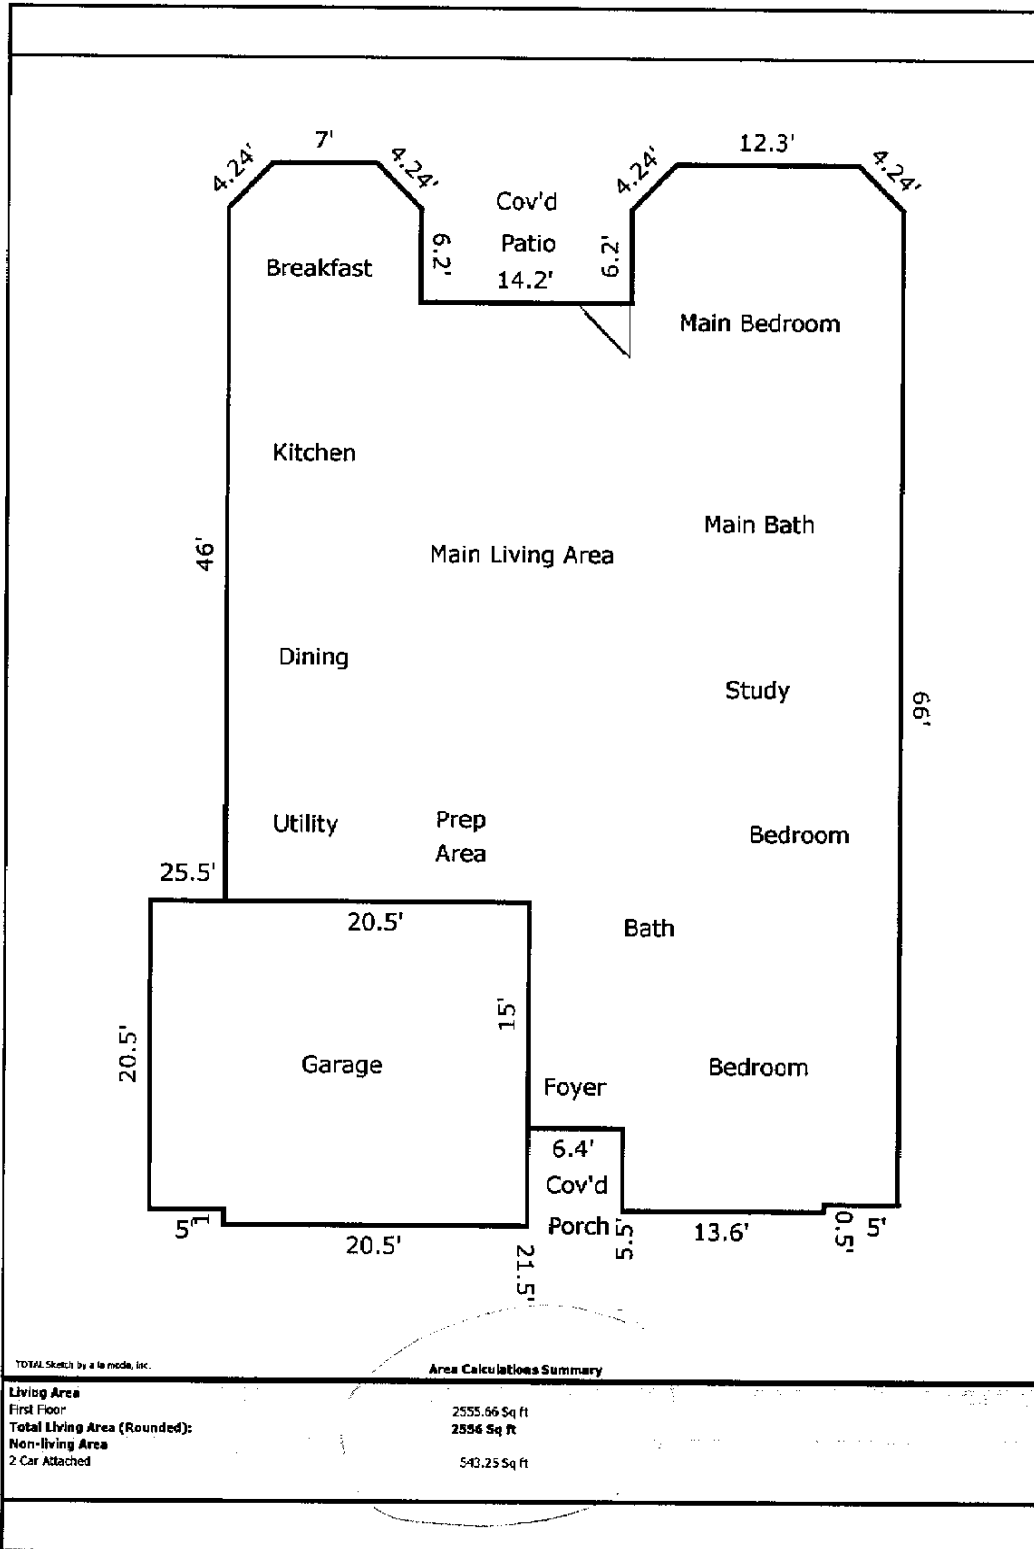 7'
12.3'
4.24'
4.24'
4.24'
4.24'
Cov'd
Patio
14.2'
6.2'
6.2'
Breakfast
Main Bedroom
Kitchen
Main Bath
46'
Main Living Area
Dining
Study
66'
Utility
Prep
Area
Bedroom
25.5'
20.5'
Bath
15'
20.5'
Garage
Foyer
Bedroom
6.4'
Cov'd
Porch
5'
1'
20.5'
21.5'
5.5'
13.6'
0.5'
5'
TOTAL Sketch by a la mode, inc.
Area Calculations Summary
Living Area
First Floor 2555.66 Sq ft
Total Living Area (Rounded): 2556 Sq ft
Non-living Area
2 Car Attached 543.25 Sq ft